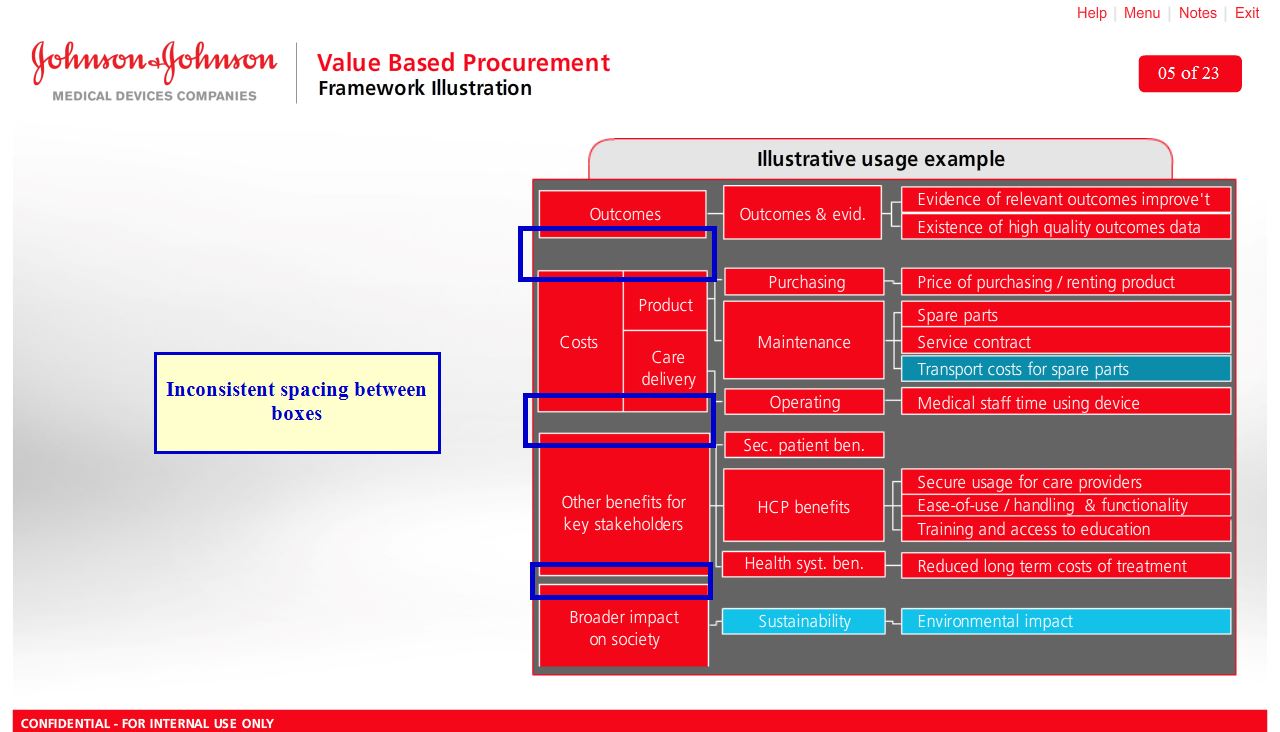 Help | Menu | Notes | Exit
Johnson & Johnson
MEDICAL DEVICES COMPANIES
Value Based Procurement
Framework Illustration
05 of 23
Illustrative usage example
Outcomes
Outcomes & evid.
Evidence of relevant outcomes improve't
Existence of high quality outcomes data
Costs
Product
Care
delivery
Purchasing
Price of purchasing / renting product
Maintenance
Spare parts
Service contract
Transport costs for spare parts
Operating
Medical staff time using device
Inconsistent spacing between
boxes
Other benefits for
key stakeholders
Sec. patient ben.
HCP benefits
Secure usage for care providers
Ease-of-use / handling & functionality
Training and access to education
Health syst. ben.
Reduced long term costs of treatment
Broader impact
on society
Sustainability
Environmental impact
CONFIDENTIAL - FOR INTERNAL USE ONLY